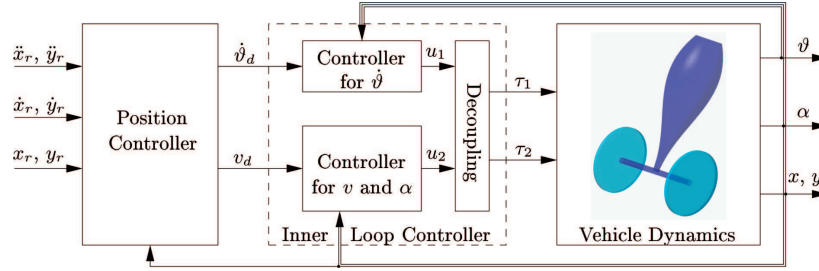 ẍ_r, ÿ_r
ẋ_r, ẏ_r
x_r, y_r
Position
Controller
ϑ̇_d
v_d
Controller
for ϑ̇
Controller
for v and α
u_1
u_2
Decoupling
Inner Loop Controller
τ_1
τ_2
Vehicle Dynamics
ϑ
α
x, y